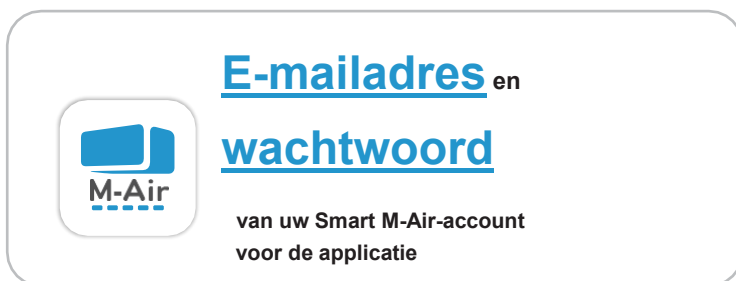 E-mailadres en
wachtwoord
M-Air
van uw Smart M-Air-account
voor de applicatie